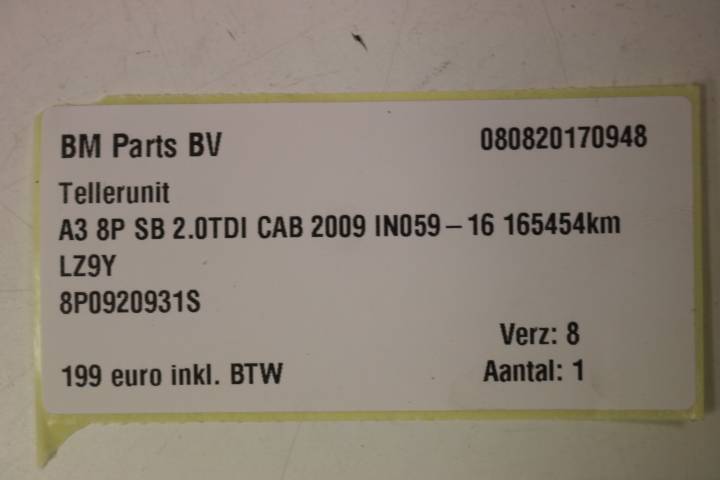 BM Parts BV 080820170948
Tellerunit
A3 8P SB 2.0TDI CAB 2009 IN059-16 165454km
LZ9Y
8P0920931S
Verz: 8
199 euro inkl. BTW Aantal: 1